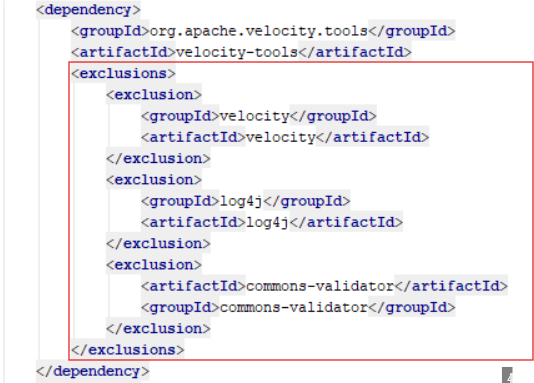 <dependency>
<groupId>org.apache.velocity.tools</groupId>
<artifactId>velocity-tools</artifactId>
<exclusions>
<exclusion>
<groupId>velocity</groupId>
<artifactId>velocity</artifactId>
</exclusion>
<exclusion>
<groupId>log4j</groupId>
<artifactId>log4j</artifactId>
</exclusion>
<exclusion>
<artifactId>commons-validator</artifactId>
<groupId>commons-validator</groupId>
</exclusion>
</exclusions>
</dependency>